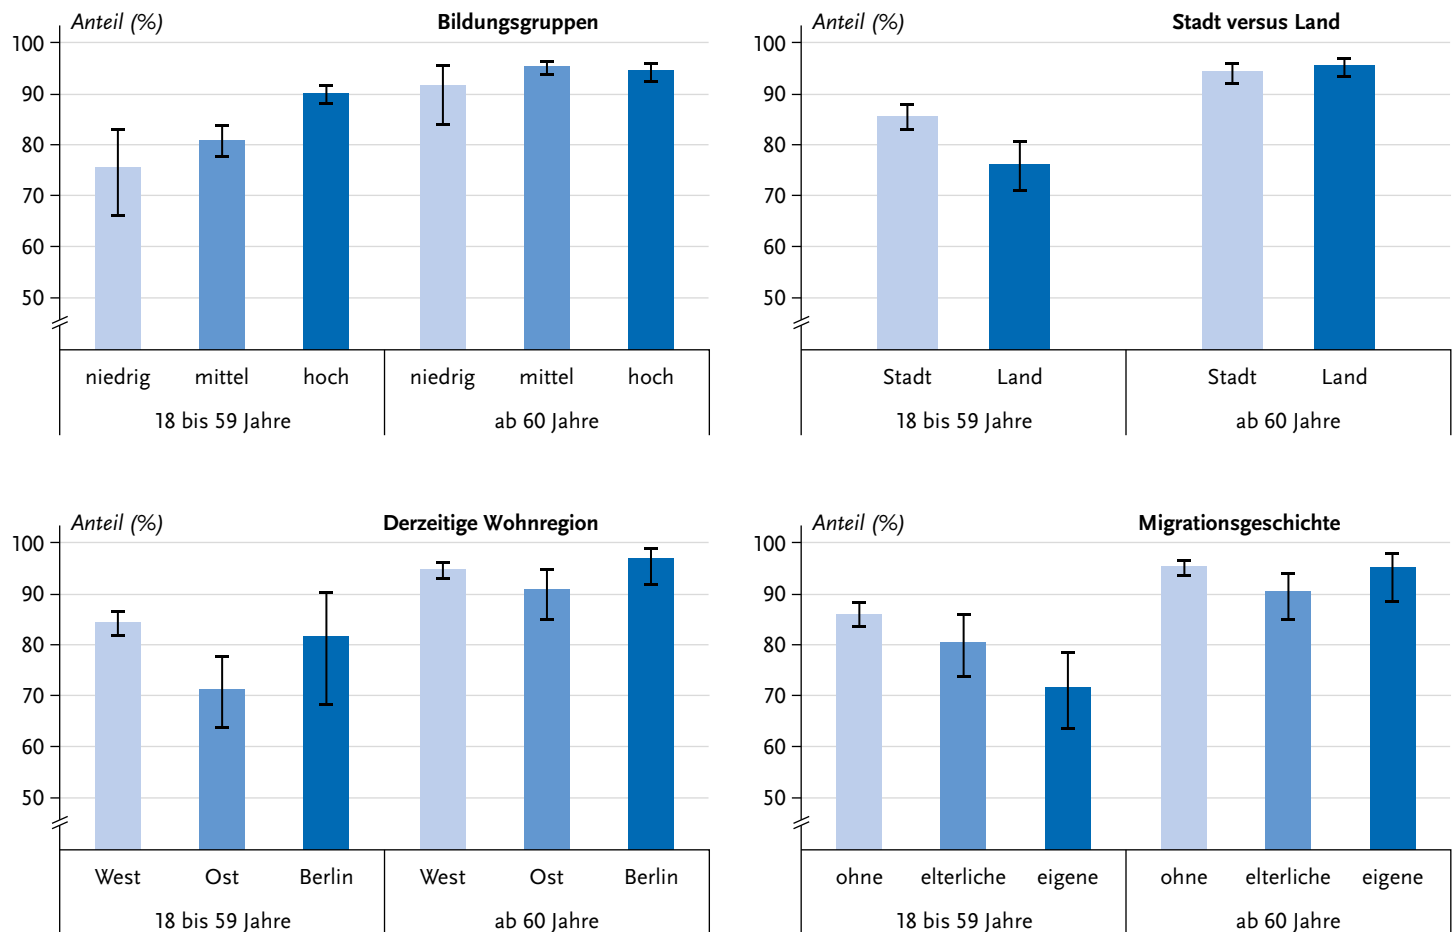 Anteil (%) Bildungsgruppen
100
90
80
70
60
50
niedrig mittel hoch niedrig mittel hoch
18 bis 59 Jahre ab 60 Jahre
Anteil (%) Stadt versus Land
100
90
80
70
60
50
Stadt Land Stadt Land
18 bis 59 Jahre ab 60 Jahre
Anteil (%) Derzeitige Wohnregion
100
90
80
70
60
50
West Ost Berlin West Ost Berlin
18 bis 59 Jahre ab 60 Jahre
Anteil (%) Migrationsgeschichte
100
90
80
70
60
50
ohne elterliche eigene ohne elterliche eigene
18 bis 59 Jahre ab 60 Jahre